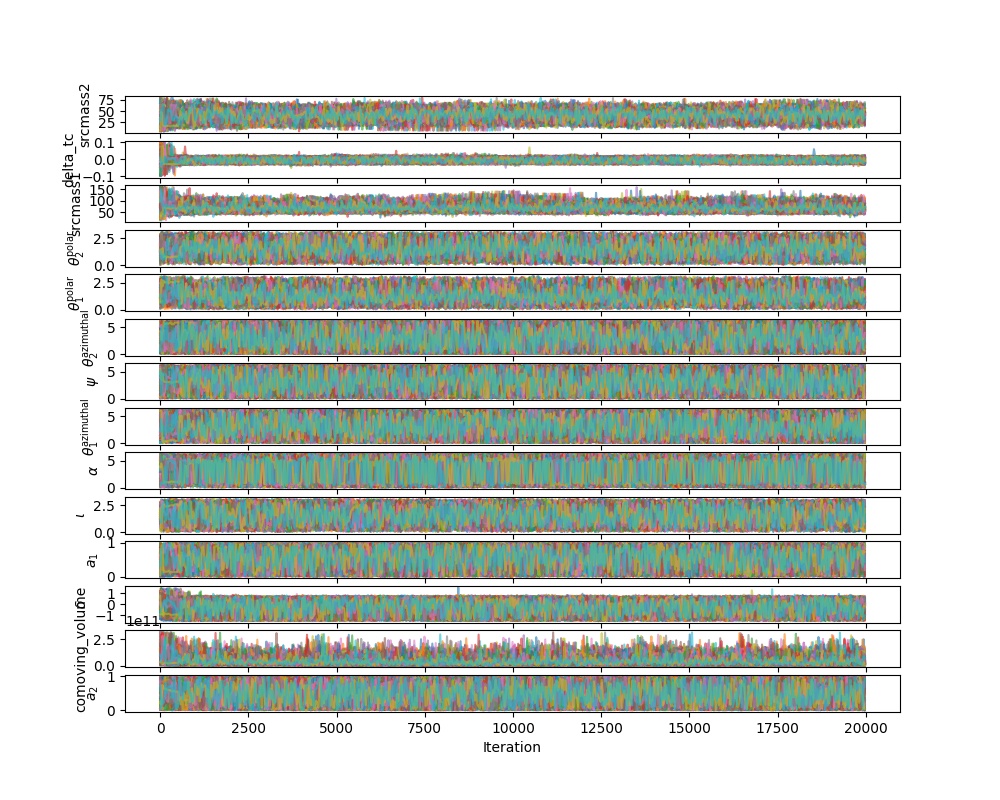 srcmass2
75
50
25
delta_tc
0.1
0.0
−0.1
srcmass1
150
100
50
θ₂^polar
2.5
0.0
θ₁^polar
2.5
0.0
θ₂^azimuthal
5
0
ψ
5
0
θ₁^azimuthal
5
0
α
5
0
ι
2.5
0.0
a₁
1
0
1
0
−1
comoving_volume
1e11
2.5
0.0
a₂
1
0
0 2500 5000 7500 10000 12500 15000 17500 20000
Iteration